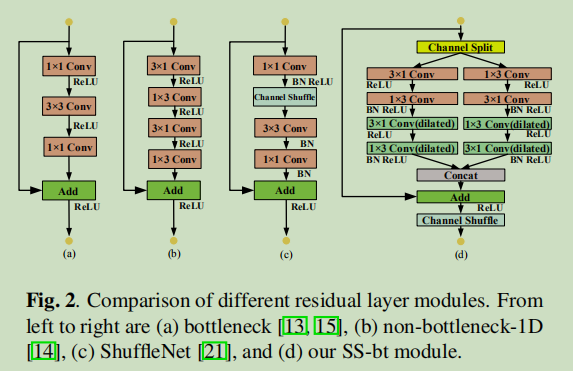 1×1 Conv
ReLU
3×3 Conv
ReLU
1×1 Conv
Add
ReLU
(a)
3×1 Conv
ReLU
1×3 Conv
ReLU
3×1 Conv
ReLU
1×3 Conv
Add
ReLU
(b)
1×1 Conv
BN ReLU
Channel Shuffle
3×3 Conv
BN
1×1 Conv
BN
Add
ReLU
(c)
Channel Split
3×1 Conv
ReLU
1×3 Conv
BN ReLU
3×1 Conv(dilated)
ReLU
1×3 Conv(dilated)
BN ReLU
1×3 Conv
ReLU
3×1 Conv
BN ReLU
1×3 Conv(dilated)
ReLU
3×1 Conv(dilated)
BN ReLU
Concat
Add
ReLU
Channel Shuffle
(d)
Fig. 2. Comparison of different residual layer modules. From
left to right are (a) bottleneck [13, 15], (b) non-bottleneck-1D
[14], (c) ShuffleNet [21], and (d) our SS-bt module.